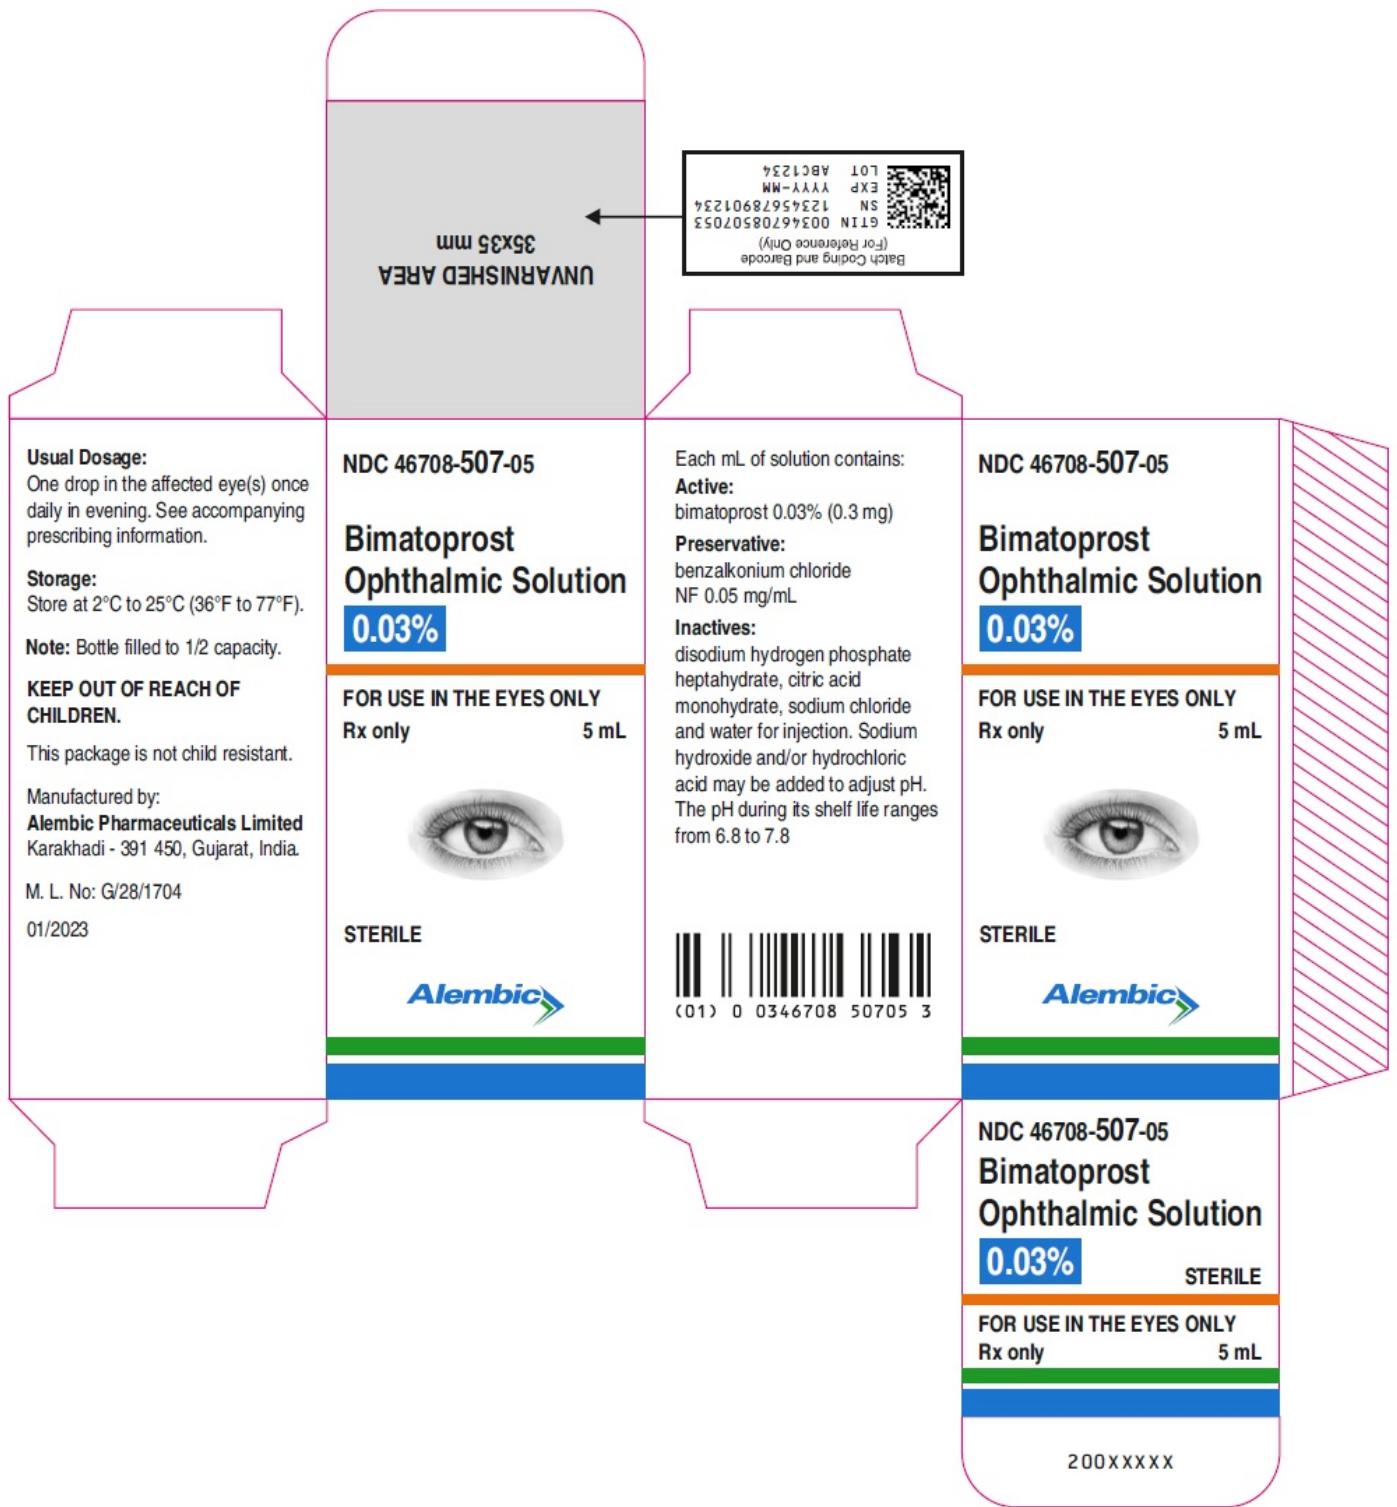 UNVARNISHED AREA
35x35 mm
Batch Coding and Barcode
(For Reference Only)
GTIN 00346708507053
SN 12345678901234
EXP YYYY-MM
LOT ABC1234
Usual Dosage:
One drop in the affected eye(s) once
daily in evening. See accompanying
prescribing information.
Storage:
Store at 2°C to 25°C (36°F to 77°F).
Note: Bottle filled to 1/2 capacity.
KEEP OUT OF REACH OF
CHILDREN.
This package is not child resistant.
Manufactured by:
Alembic Pharmaceuticals Limited
Karakhadi - 391 450, Gujarat, India.
M. L. No: G/28/1704
01/2023
NDC 46708-507-05
Bimatoprost
Ophthalmic Solution
0.03%
FOR USE IN THE EYES ONLY
Rx only 5 mL
STERILE
Alembic
Each mL of solution contains:
Active:
bimatoprost 0.03% (0.3 mg)
Preservative:
benzalkonium chloride
NF 0.05 mg/mL
Inactives:
disodium hydrogen phosphate
heptahydrate, citric acid
monohydrate, sodium chloride
and water for injection. Sodium
hydroxide and/or hydrochloric
acid may be added to adjust pH.
The pH during its shelf life ranges
from 6.8 to 7.8
(01) 0 0346708 50705 3
NDC 46708-507-05
Bimatoprost
Ophthalmic Solution
0.03%
FOR USE IN THE EYES ONLY
Rx only 5 mL
STERILE
Alembic
NDC 46708-507-05
Bimatoprost
Ophthalmic Solution
0.03%
STERILE
FOR USE IN THE EYES ONLY
Rx only 5 mL
200XXXXX